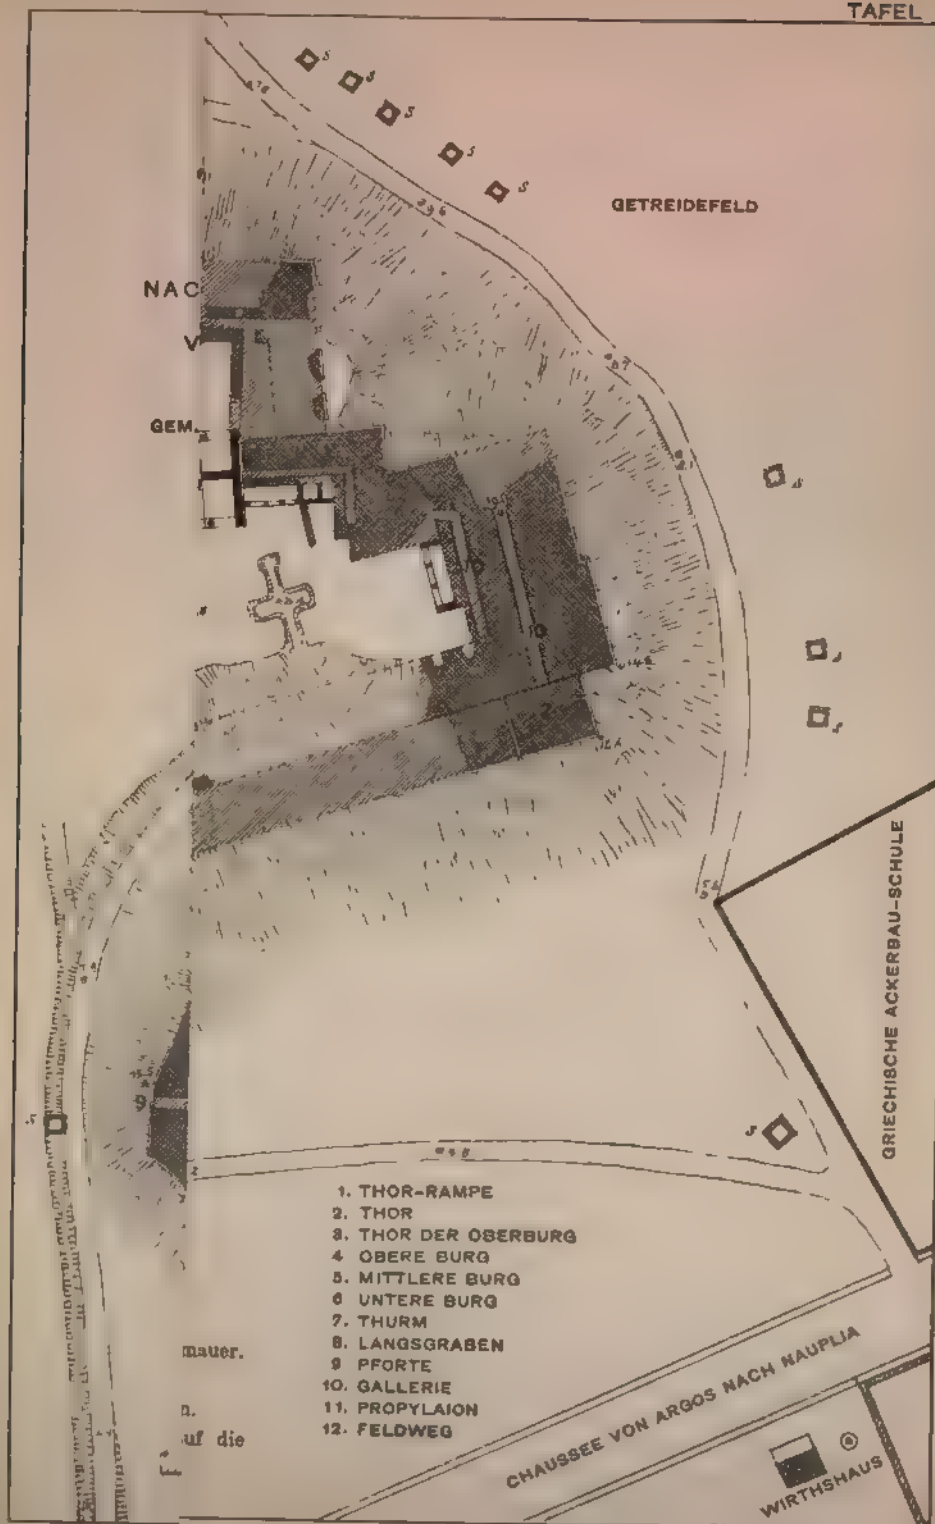 TAFEL
S
S
S
S
S
GETREIDEFELD
NAC
V
GEM.
GRIECHISCHE ACKERBAU-SCHULE
1. THOR-RAMPE
2. THOR
3. THOR DER OBERBURG
4 OBERE BURG
5. MITTLERE BURG
6 UNTERE BURG
7. THURM
8. LANGSGRABEN
9 PFORTE
10. GALLERIE
11. PROPYLAION
12. FELDWEG
mauer.
n.
uf die
CHAUSSEE VON ARGOS NACH NAUPLIA
WIRTHSHAUS